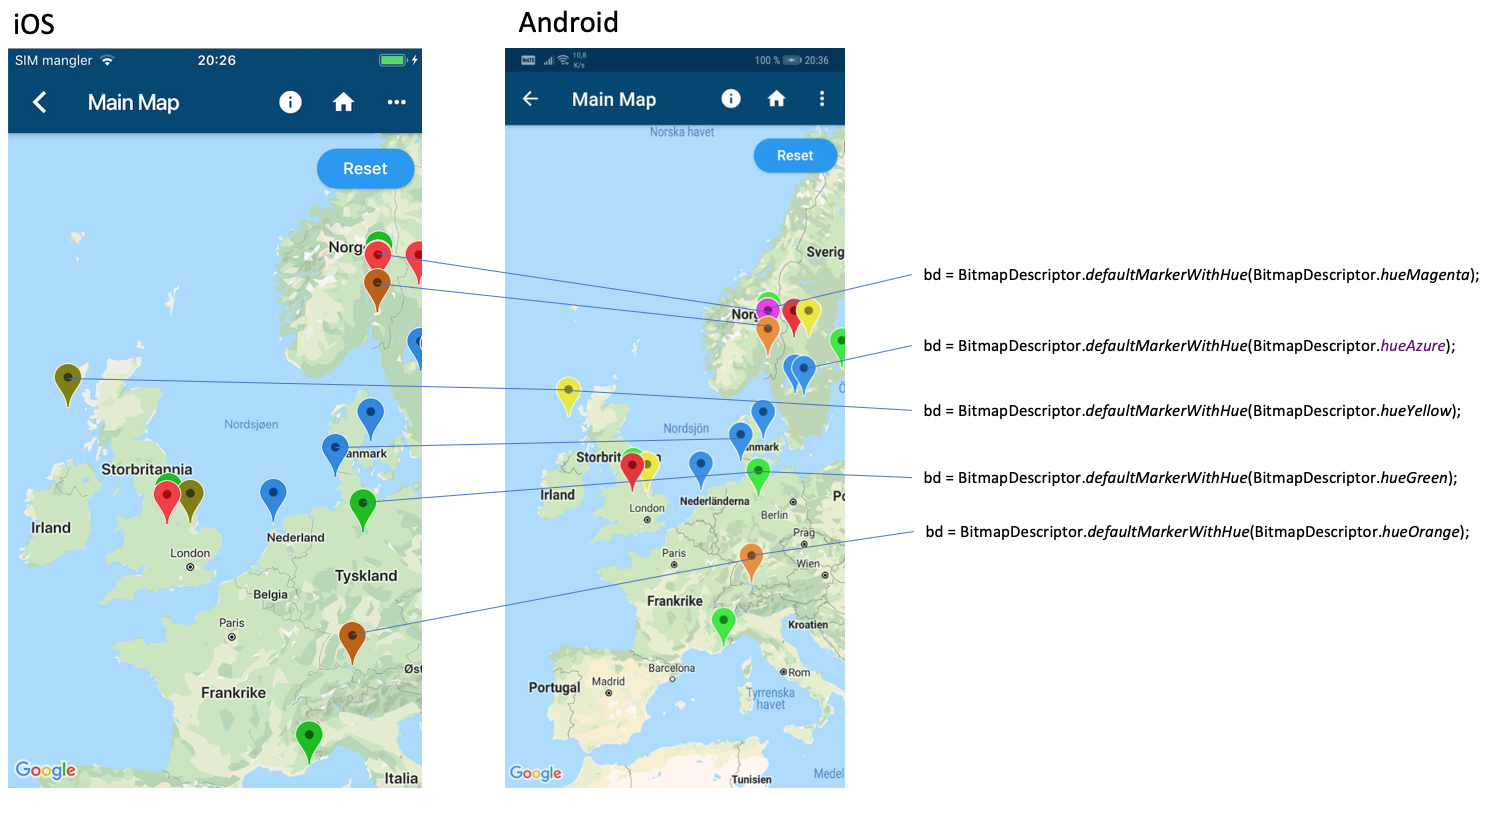 iOS
Android
SIM mangler
20:26
Main Map
Reset
Norg
Nordsjøen
anmark
Storbritannia
Irland
Nederland
London
Tyskland
Belgia
Paris
Frankrike
Øst
Italia
Google
VoLTE
10,8
K/s
100 %
20:36
Main Map
Norska havet
Reset
Sverig
Norg
Ö
Nordsjön
nmark
Storbrit n
Irland
Nederländerna
Po
London
Berlin
Prag
Paris
Wien
Frankrike
Kroatien
Barcelona
Rom
Madrid
Portugal
Tyrrenska
havet
Google
Tunisien
Medel
bd = BitmapDescriptor.defaultMarkerWithHue(BitmapDescriptor.hueMagenta);
bd = BitmapDescriptor.defaultMarkerWithHue(BitmapDescriptor.hueAzure);
bd = BitmapDescriptor.defaultMarkerWithHue(BitmapDescriptor.hueYellow);
bd = BitmapDescriptor.defaultMarkerWithHue(BitmapDescriptor.hueGreen);
bd = BitmapDescriptor.defaultMarkerWithHue(BitmapDescriptor.hueOrange);